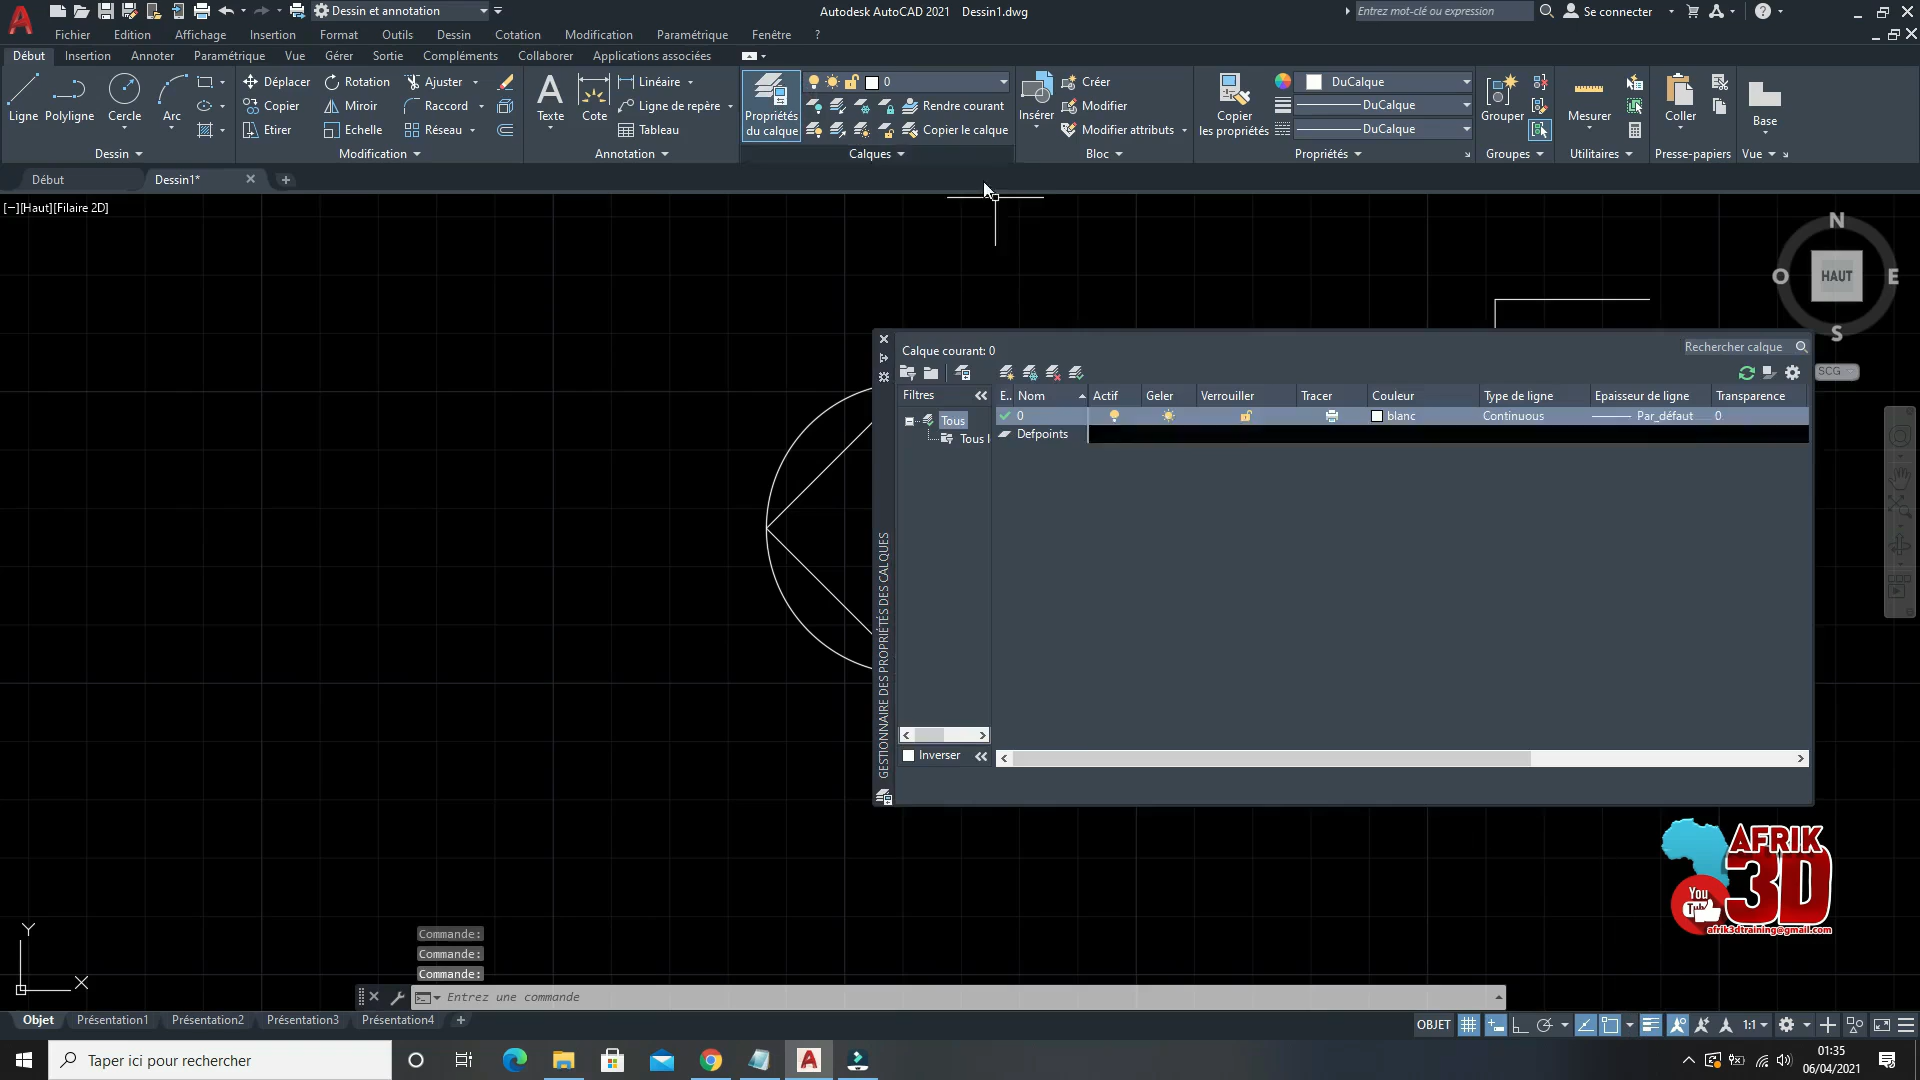 Dessin et annotation
Autodesk AutoCAD 2021 Dessin1.dwg
Entrez mot-clé ou expression
Se connecter
Fichier Edition Affichage Insertion Format Outils Dessin Cotation Modification Paramétrique Fenêtre ?
Début Insertion Annoter Paramétrique Vue Gérer Sortie Compléments Collaborer Applications associées
Ligne Polyligne Cercle Arc
Déplacer Rotation Ajuster
Copier Miroir Raccord
Etirer Echelle Réseau
Texte Cote
Linéaire
Ligne de repère
Tableau
Propriétés
du calque
0
Rendre courant
Copier le calque
Insérer
Créer
Modifier
Modifier attributs
Copier
les propriétés
DuCalque
DuCalque
DuCalque
Grouper
Mesurer
Coller
Base
Dessin Modification Annotation Calques Bloc Propriétés Groupes Utilitaires Presse-papiers Vue
Début Dessin1*
[−][Haut][Filaire 2D]
N
O HAUT E
S
SCG
Calque courant: 0
Rechercher calque
Filtres
E.. Nom Actif Geler Verrouiller Tracer Couleur Type de ligne Epaisseur de ligne Transparence
0 blanc Continuous Par_défaut 0
Defpoints
Tous
Tous l
Inverser
GESTIONNAIRE DES PROPRIÉTÉS DES CALQUES
AFRIK
3D
You
Tube
afrik3dtraining@gmail.com
Y
X
Commande:
Commande:
Commande:
Entrez une commande
Objet Présentation1 Présentation2 Présentation3 Présentation4
OBJET 1:1
Taper ici pour rechercher
01:35
06/04/2021